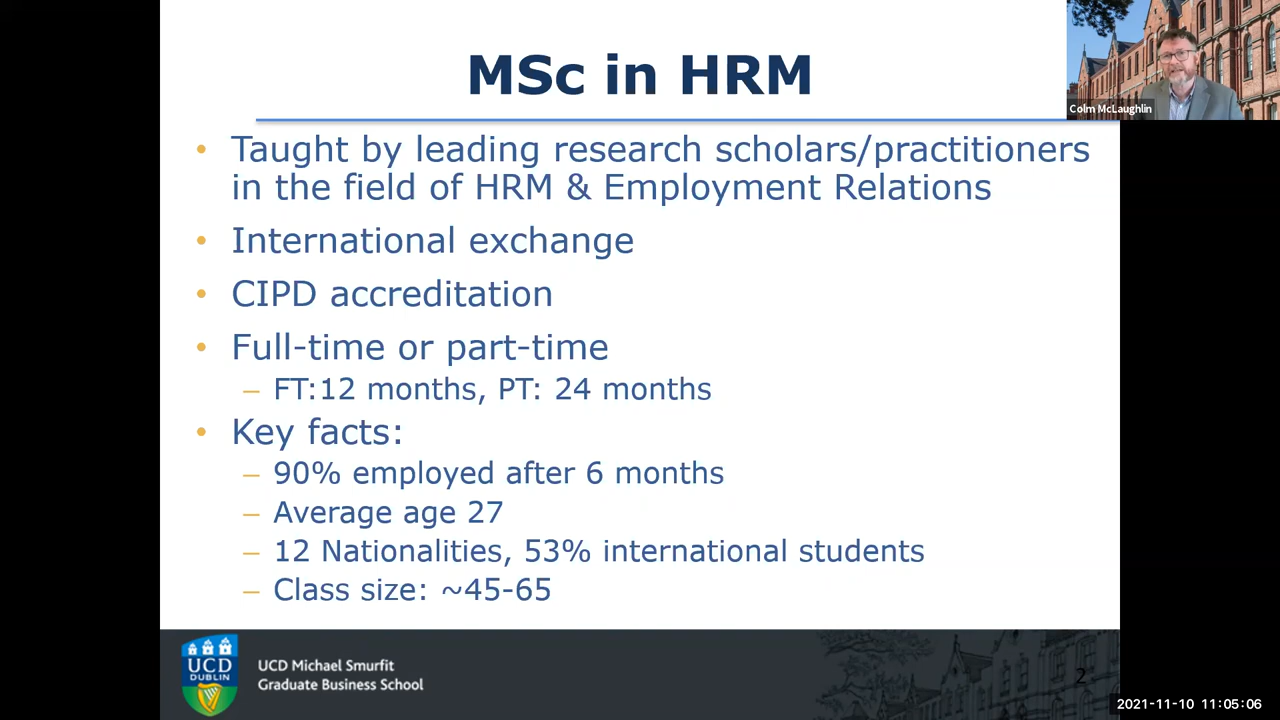 MSc in HRM
Colm McLaughlin
• Taught by leading research scholars/practitioners
in the field of HRM & Employment Relations
• International exchange
• CIPD accreditation
• Full-time or part-time
– FT:12 months, PT: 24 months
• Key facts:
– 90% employed after 6 months
– Average age 27
– 12 Nationalities, 53% international students
– Class size: ~45-65
UCD
DUBLIN
UCD Michael Smurfit
Graduate Business School
2
2021-11-10 11:05:06